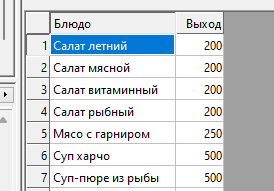 Блюдо Выход
1 Салат летний 200
2 Салат мясной 200
3 Салат витаминный 200
4 Салат рыбный 200
5 Мясо с гарниром 250
6 Суп харчо 500
7 Суп-пюре из рыбы 500